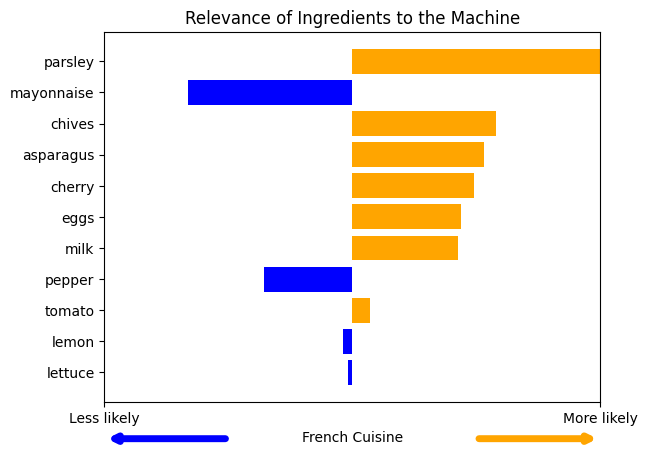 Relevance of Ingredients to the Machine
parsley
mayonnaise
chives
asparagus
cherry
eggs
milk
pepper
tomato
lemon
lettuce
Less likely
More likely
French Cuisine